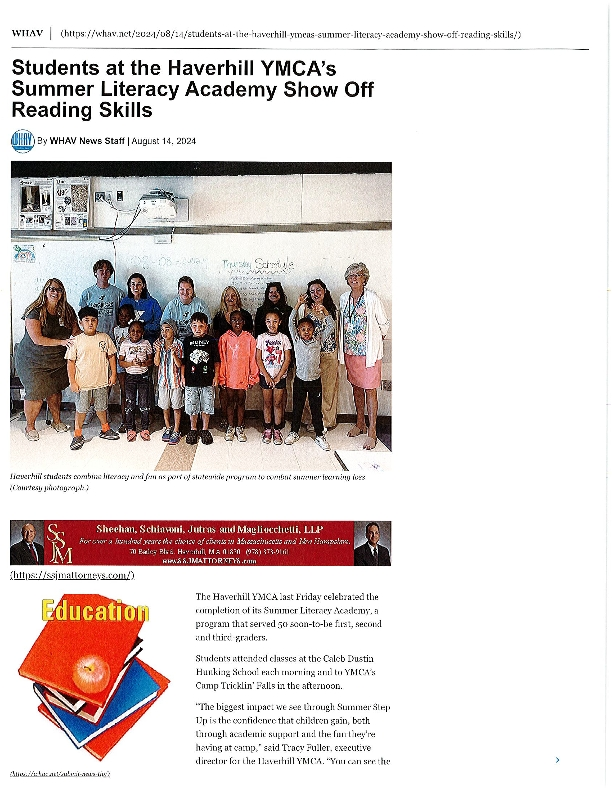 WHAV | (https://whav.net/2024/08/14/students-at-the-haverhill-ymcas-summer-literacy-academy-show-off-reading-skills/)
Students at the Haverhill YMCA's
Summer Literacy Academy Show Off
Reading Skills
WHAV By WHAV News Staff | August 14, 2024
Thursday Schedule
Haverhill students combine literacy and fun as part of statewide program to combat summer learning loss
(Courtesy photograph.)
SSJM
Sheehan, Schiavoni, Jutras and Magliocchetti, LLP
For over a hundred years the choice of clients in Massachusetts and New Hampshire.
70 Bailey Blvd., Haverhill, MA 01830 (978) 373-9161
www.SSJMATTORNEYS.com
(https://ssjmattorneys.com/)
Education
The Haverhill YMCA last Friday celebrated the
completion of its Summer Literacy Academy, a
program that served 50 soon-to-be first, second
and third-graders.
Students attended classes at the Caleb Dustin
Hunking School each morning and to YMCA's
Camp Tricklin' Falls in the afternoon.
"The biggest impact we see through Summer Step
Up is the confidence that children gain, both
through academic support and the fun they're
having at camp," said Tracy Fuller, executive
director for the Haverhill YMCA. "You can see the
(https://whav.net/submit-news-tip/)